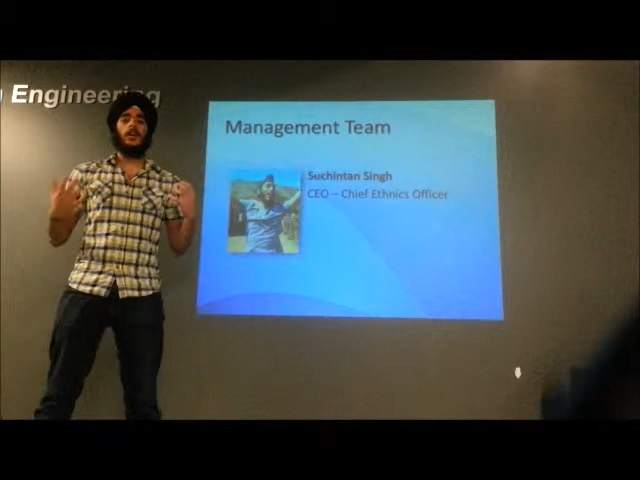 Engineering
Management Team
Suchintan Singh
CEO – Chief Ethnics Officer